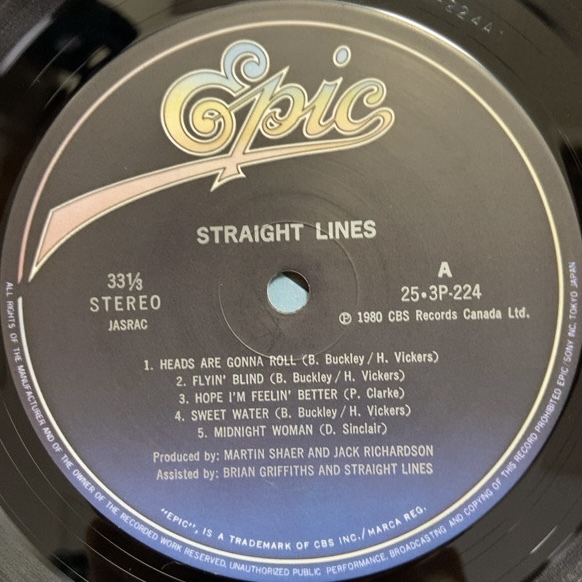 Epic
STRAIGHT LINES
33⅓
STEREO
JASRAC
A
25•3P-224
℗ 1980 CBS Records Canada Ltd.
1. HEADS ARE GONNA ROLL (B. Buckley / H. Vickers)
2. FLYIN' BLIND (B. Buckley / H. Vickers)
3. HOPE I'M FEELIN' BETTER (P. Clarke)
4. SWEET WATER (B. Buckley / H. Vickers)
5. MIDNIGHT WOMAN (D. Sinclair)
Produced by: MARTIN SHAER AND JACK RICHARDSON
Assisted by: BRIAN GRIFFITHS AND STRAIGHT LINES
"EPIC", IS A TRADEMARK OF CBS INC./MARCA REG.
ALL RIGHTS OF THE MANUFACTURER AND OF THE OWNER OF THE RECORDED WORK RESERVED, UNAUTHORIZED PUBLIC PERFORMANCE, BROADCASTING AND COPYING OF THIS RECORD PROHIBITED EPIC/SONY INC. TOKYO JAPAN